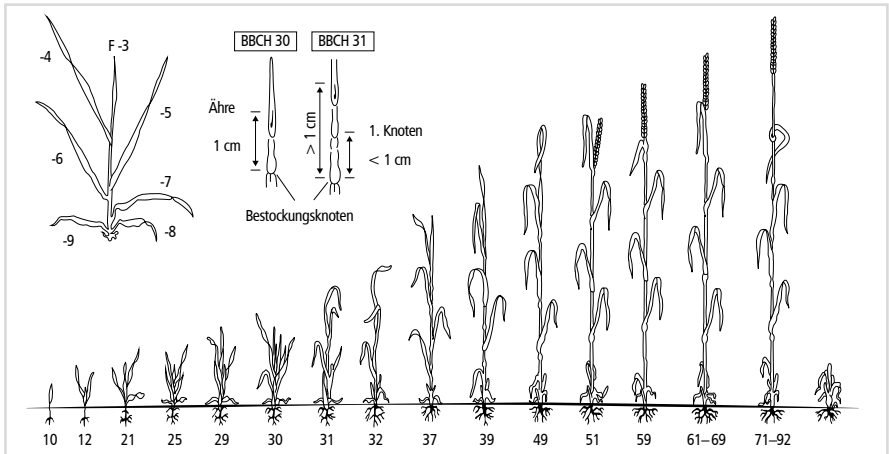 F -3
-4
-5
-6
-7
-8
-9
BBCH 30
BBCH 31
Ähre
1 cm
> 1 cm
1. Knoten
< 1 cm
Bestockungsknoten
10 12 21 25 29 30 31 32 37 39 49 51 59 61–69 71–92